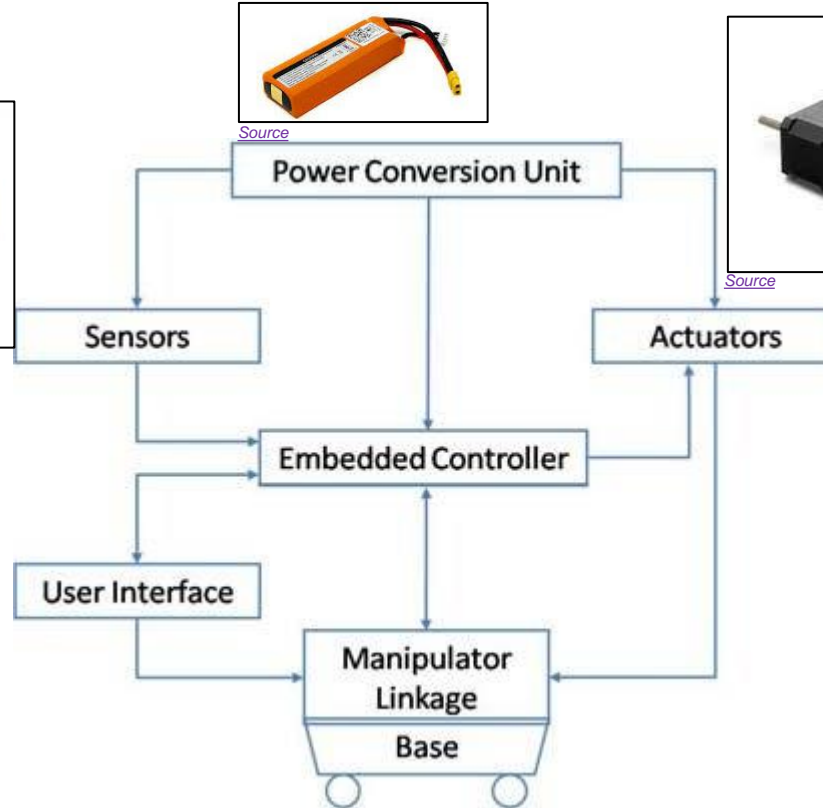 Source
Power Conversion Unit
Source
Sensors
Actuators
Embedded Controller
User Interface
Manipulator
Linkage
Base